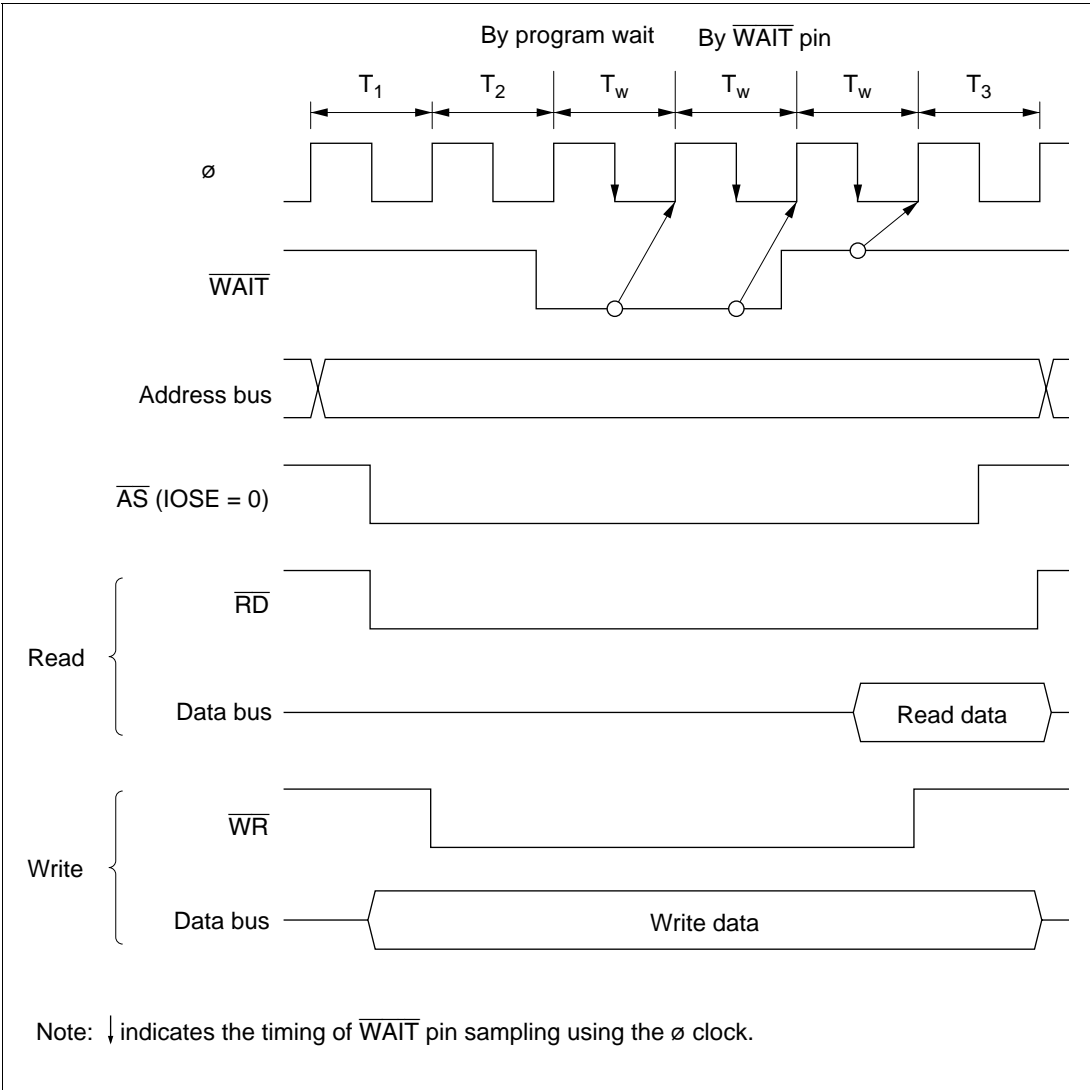 By program wait By WAIT pin
T1 T2 Tw Tw Tw T3
ø
WAIT
Address bus
AS (IOSE = 0)
RD
Read
Data bus Read data
WR
Write
Data bus Write data
Note: ↓ indicates the timing of WAIT pin sampling using the ø clock.